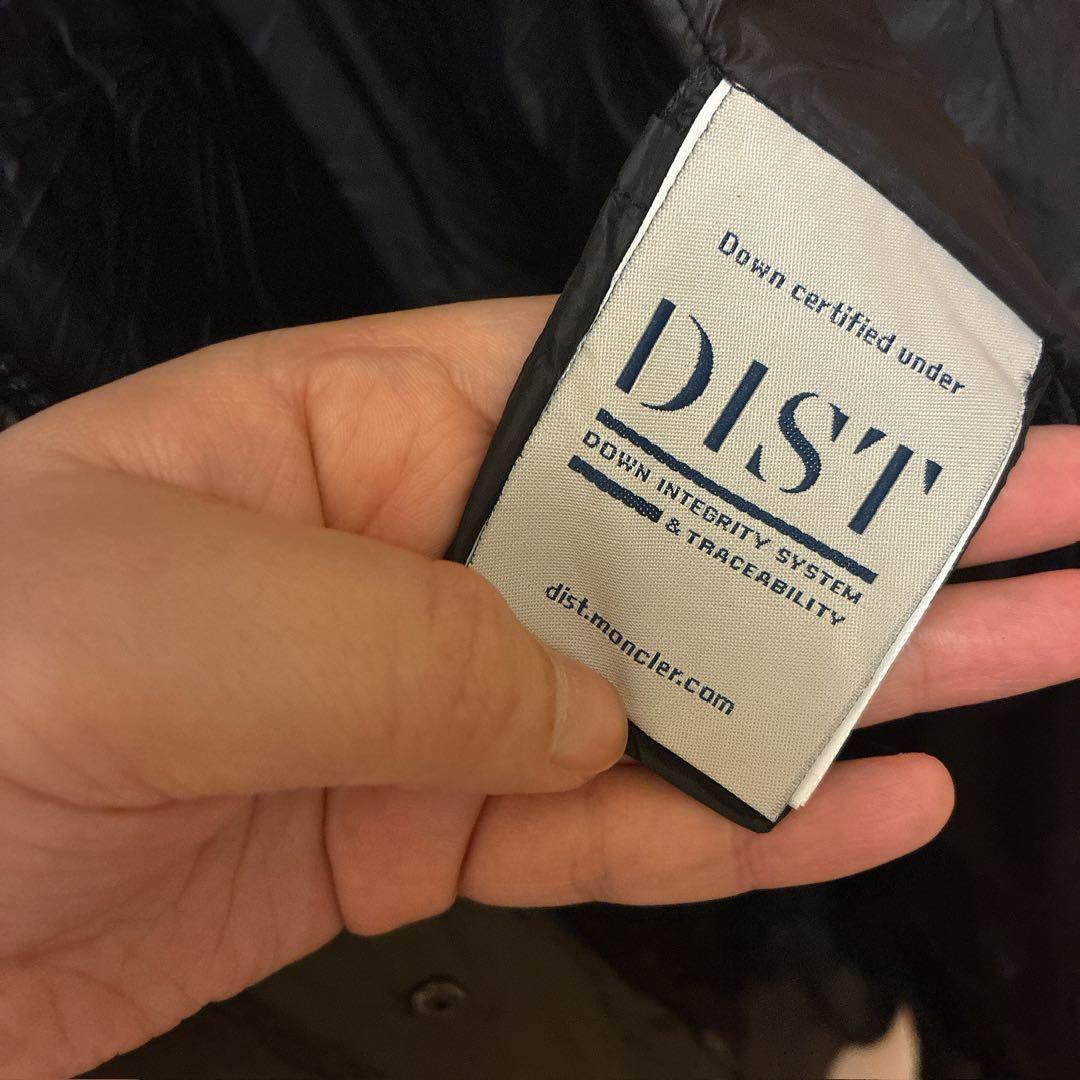 Down certified under
DIST
DOWN INTEGRITY SYSTEM
& TRACEABILITY
dist.moncler.com